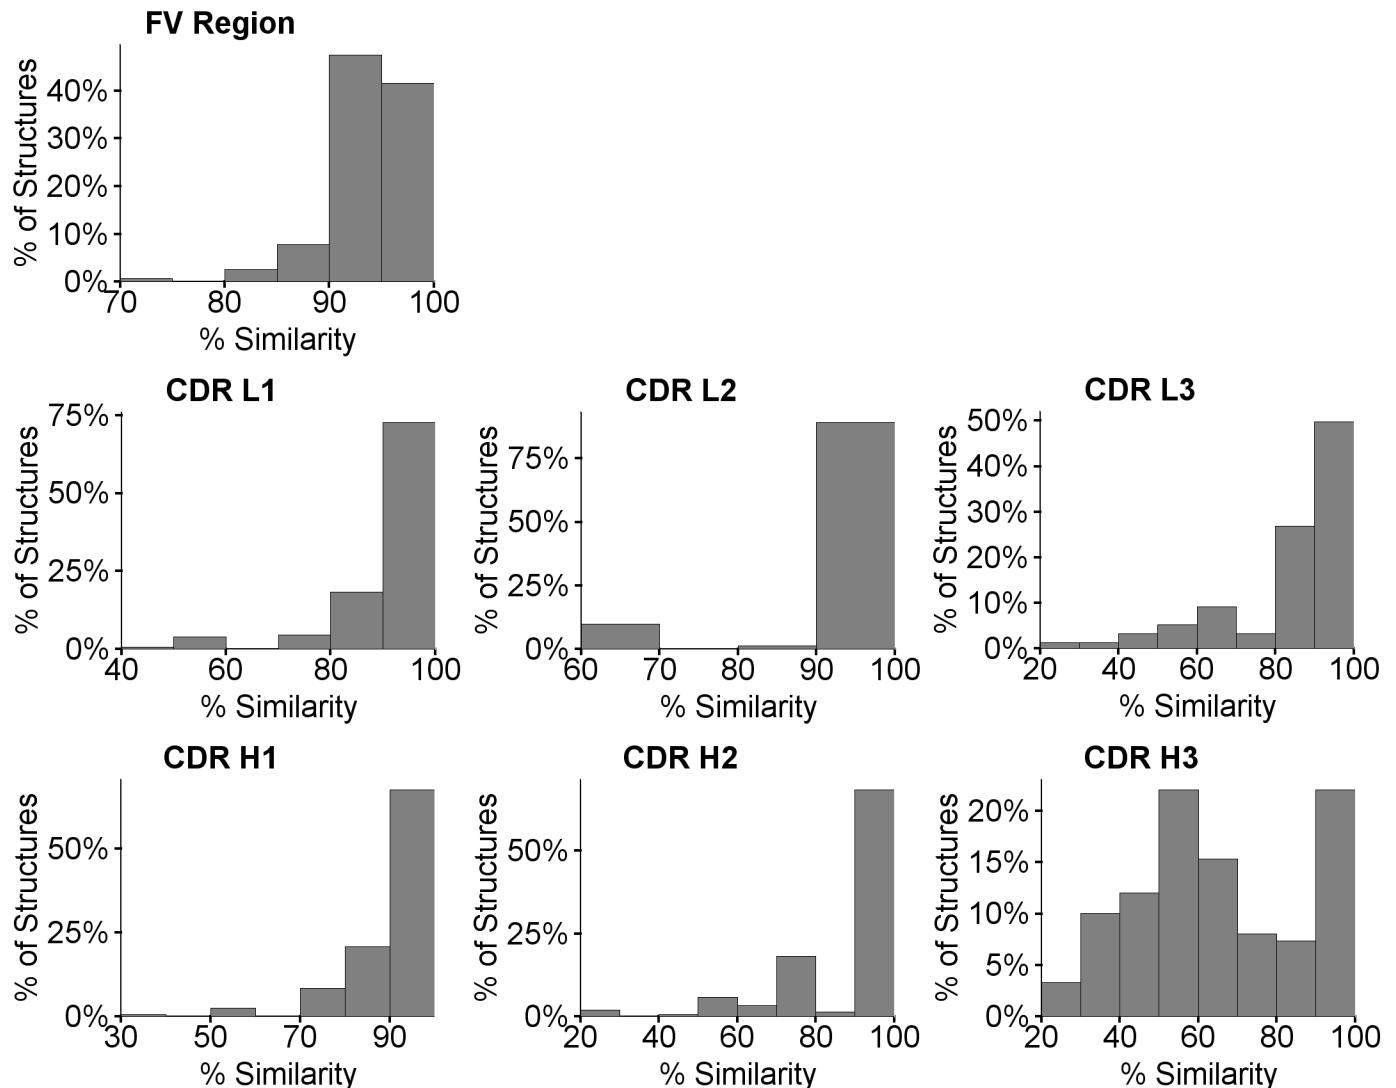 FV Region
% of Structures
40%
30%
20%
10%
0%
70 80 90 100
% Similarity
CDR L1
% of Structures
75%
50%
25%
0%
40 60 80 100
% Similarity
CDR L2
% of Structures
75%
50%
25%
0%
60 70 80 90 100
% Similarity
CDR L3
% of Structures
50%
40%
30%
20%
10%
0%
20 40 60 80 100
% Similarity
CDR H1
% of Structures
50%
25%
0%
30 50 70 90
% Similarity
CDR H2
% of Structures
50%
25%
0%
20 40 60 80 100
% Similarity
CDR H3
% of Structures
20%
15%
10%
5%
0%
20 40 60 80 100
% Similarity